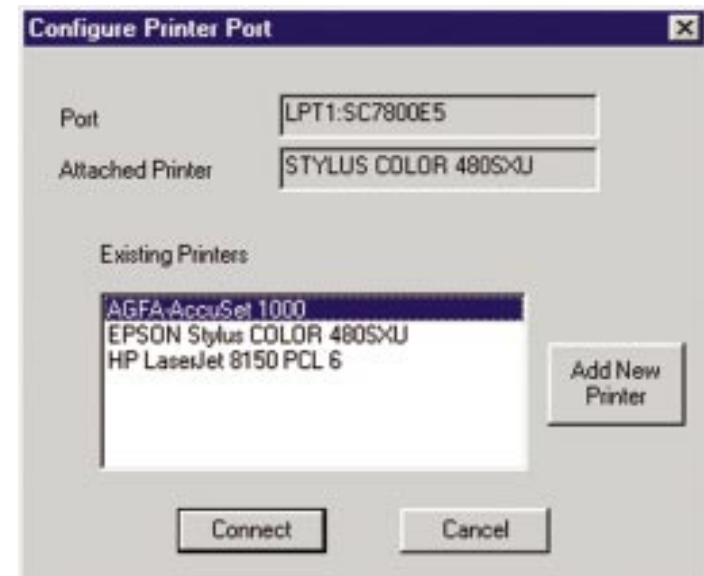 Configure Printer Port
Port
LPT1:SC7800E5
Attached Printer
STYLUS COLOR 480SXU
Existing Printers
AGFA-AccuSet 1000
EPSON Stylus COLOR 480SXU
HP LaserJet 8150 PCL 6
Add New
Printer
Connect
Cancel